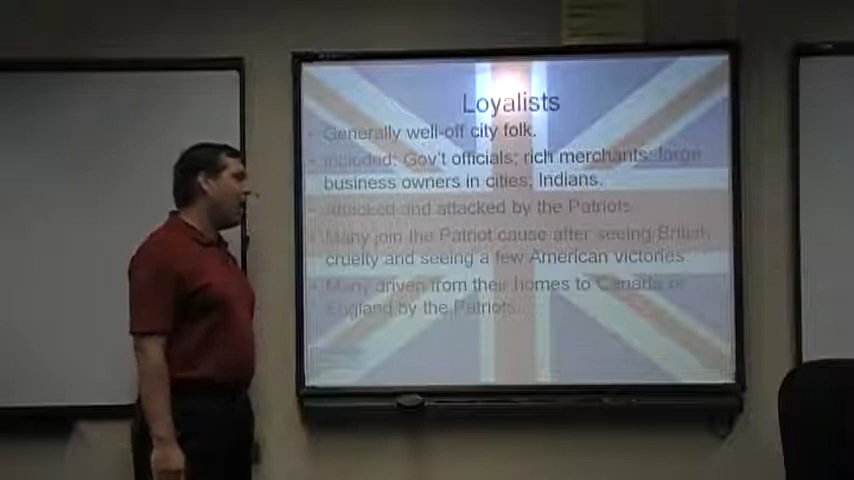 Loyalists
• Generally well-off city folk.
• Included: Gov't officials; rich merchants; large
business owners in cities; Indians.
• Attacked and attacked by the Patriots.
• Many join the Patriot cause after seeing British
cruelty and seeing a few American victories.
• Many driven from their homes to Canada or
England by the Patriots.